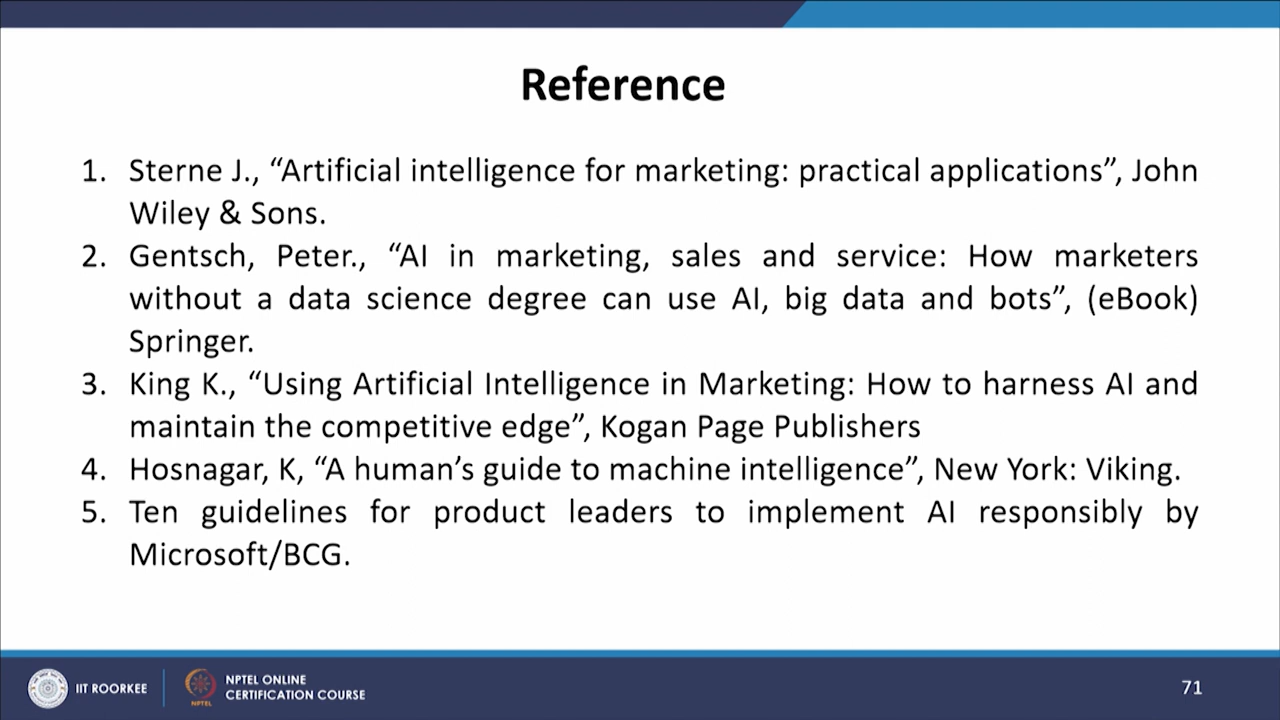 Reference
1. Sterne J., “Artificial intelligence for marketing: practical applications”, John
Wiley & Sons.
2. Gentsch, Peter., “AI in marketing, sales and service: How marketers
without a data science degree can use AI, big data and bots”, (eBook)
Springer.
3. King K., “Using Artificial Intelligence in Marketing: How to harness AI and
maintain the competitive edge”, Kogan Page Publishers
4. Hosnagar, K, “A human’s guide to machine intelligence”, New York: Viking.
5. Ten guidelines for product leaders to implement AI responsibly by
Microsoft/BCG.
IIT ROORKEE
NPTEL
NPTEL ONLINE
CERTIFICATION COURSE
71